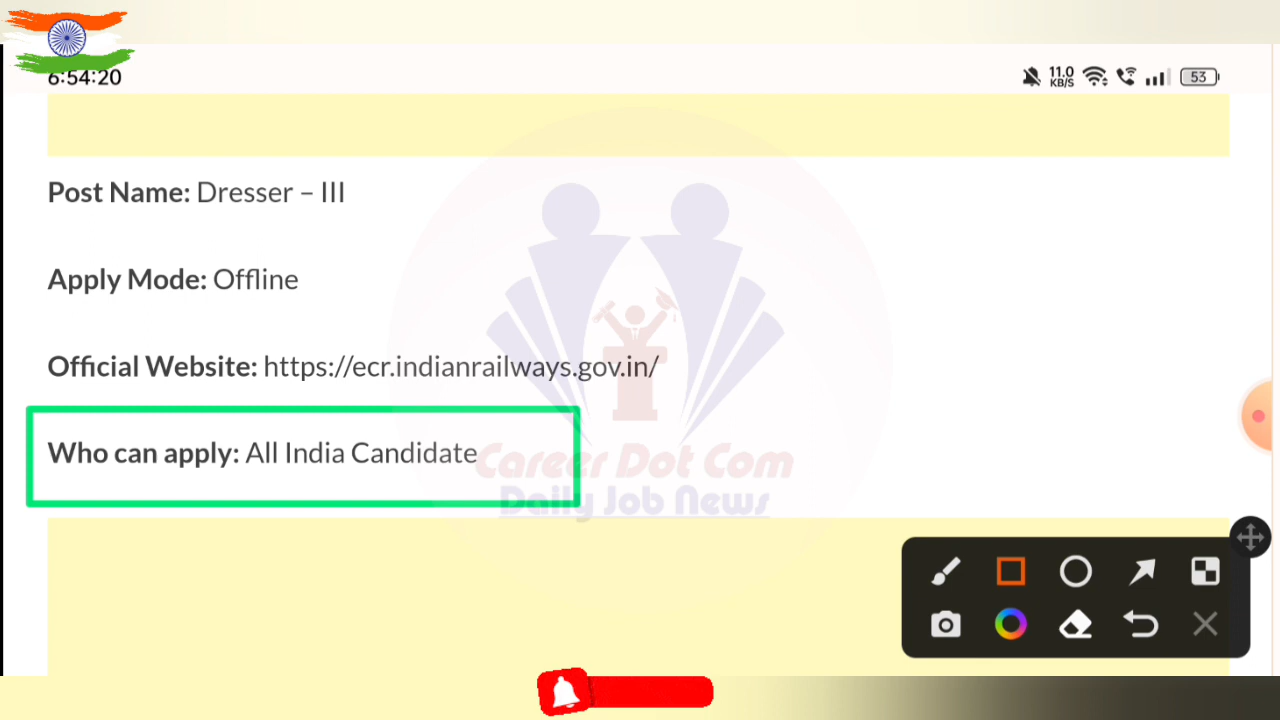 6:54:20 11.0 KB/S 53
Post Name: Dresser – III
Apply Mode: Offline
Official Website: https://ecr.indianrailways.gov.in/
Who can apply: All India Candidate
Career Dot Com
Daily Job News